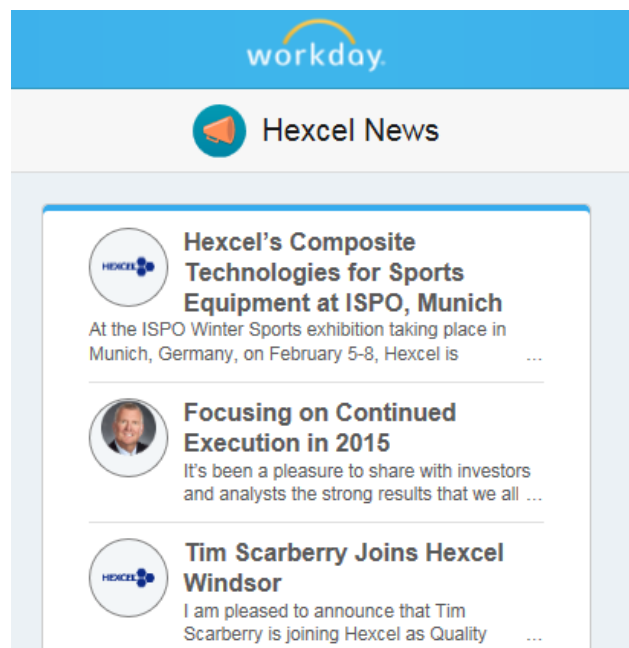 workday.
Hexcel News
HEXCEL
Hexcel’s Composite
Technologies for Sports
Equipment at ISPO, Munich
At the ISPO Winter Sports exhibition taking place in
Munich, Germany, on February 5-8, Hexcel is ...
Focusing on Continued
Execution in 2015
It’s been a pleasure to share with investors
and analysts the strong results that we all ...
HEXCEL
Tim Scarberry Joins Hexcel
Windsor
I am pleased to announce that Tim
Scarberry is joining Hexcel as Quality ...